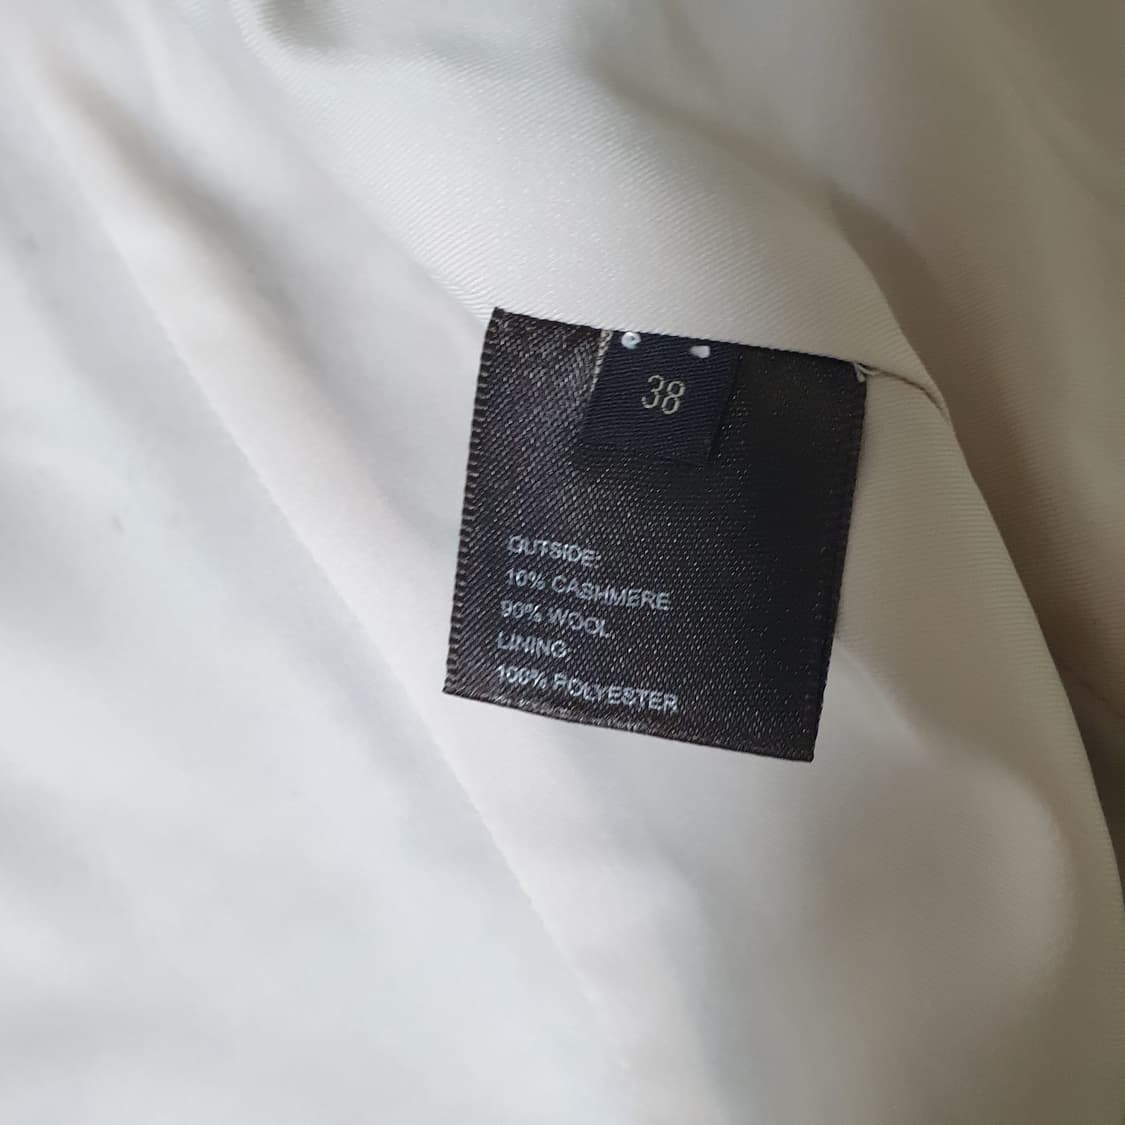 38
OUTSIDE:
10% CASHMERE
90% WOOL
LINING:
100% POLYESTER